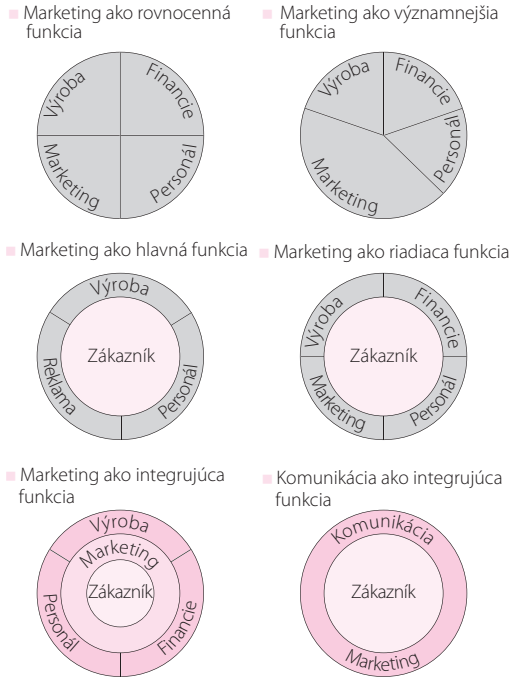 Marketing ako rovnocenná
funkcia
Výroba
Financie
Marketing
Personál
Marketing ako významnejšia
funkcia
Výroba
Financie
Personál
Marketing
Marketing ako hlavná funkcia
Výroba
Zákazník
Reklama
Personál
Marketing ako riadiaca funkcia
Výroba
Financie
Zákazník
Marketing
Personál
Marketing ako integrujúca
funkcia
Výroba
Marketing
Zákazník
Personál
Financie
Komunikácia ako integrujúca
funkcia
Komunikácia
Zákazník
Marketing